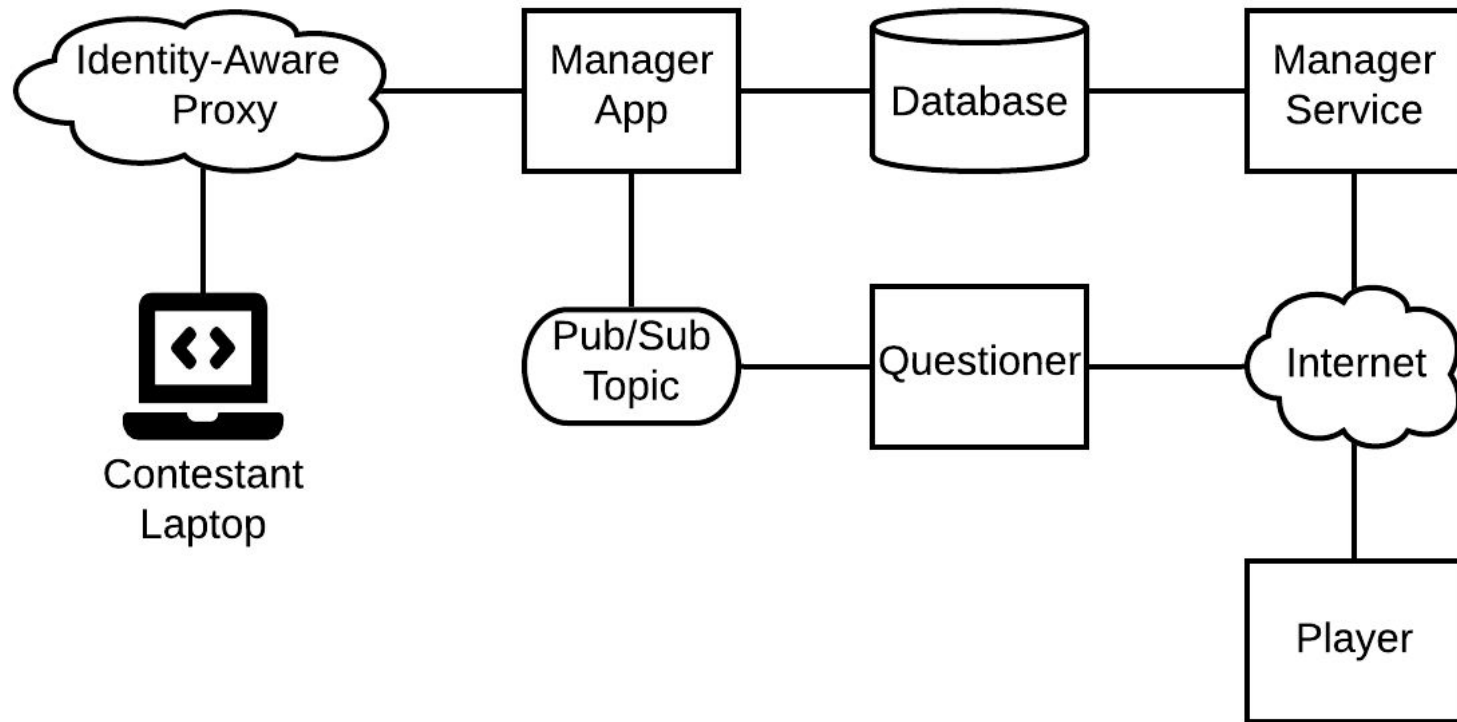 Identity-Aware
Proxy
Manager
App
Database
Manager
Service
Pub/Sub
Topic
Questioner
Internet
Contestant
Laptop
Player